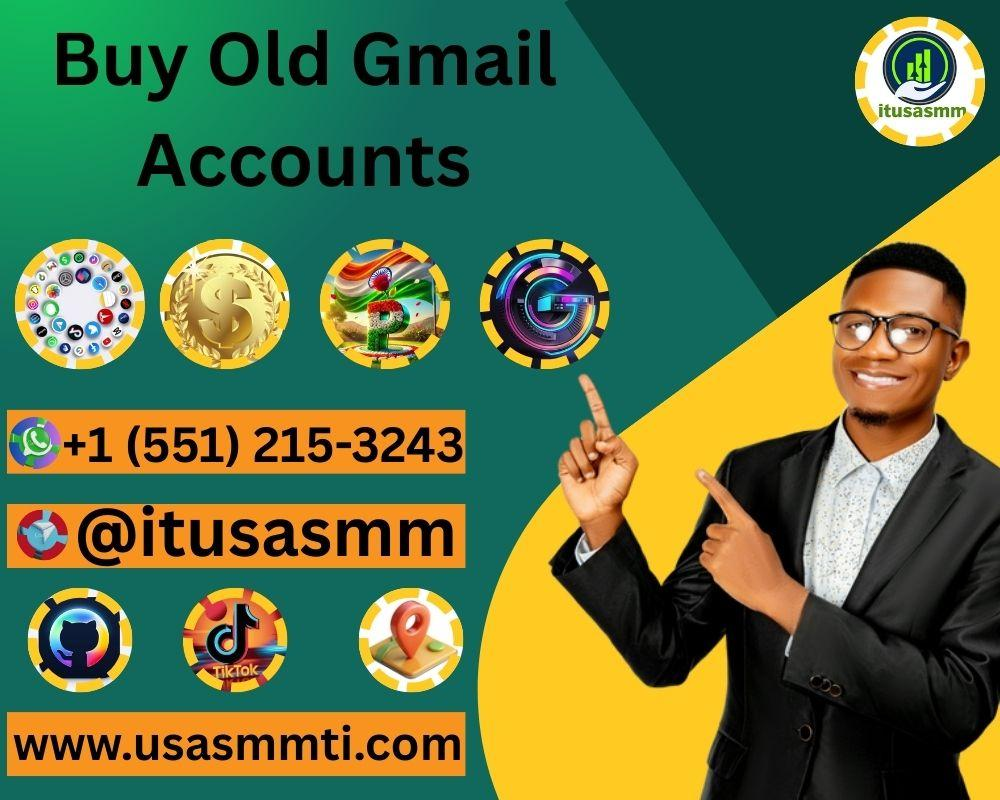 Buy Old Gmail
Accounts
itusasmm
+1 (551) 215-3243
@itusasmm
TikTok
www.usasmmti.com